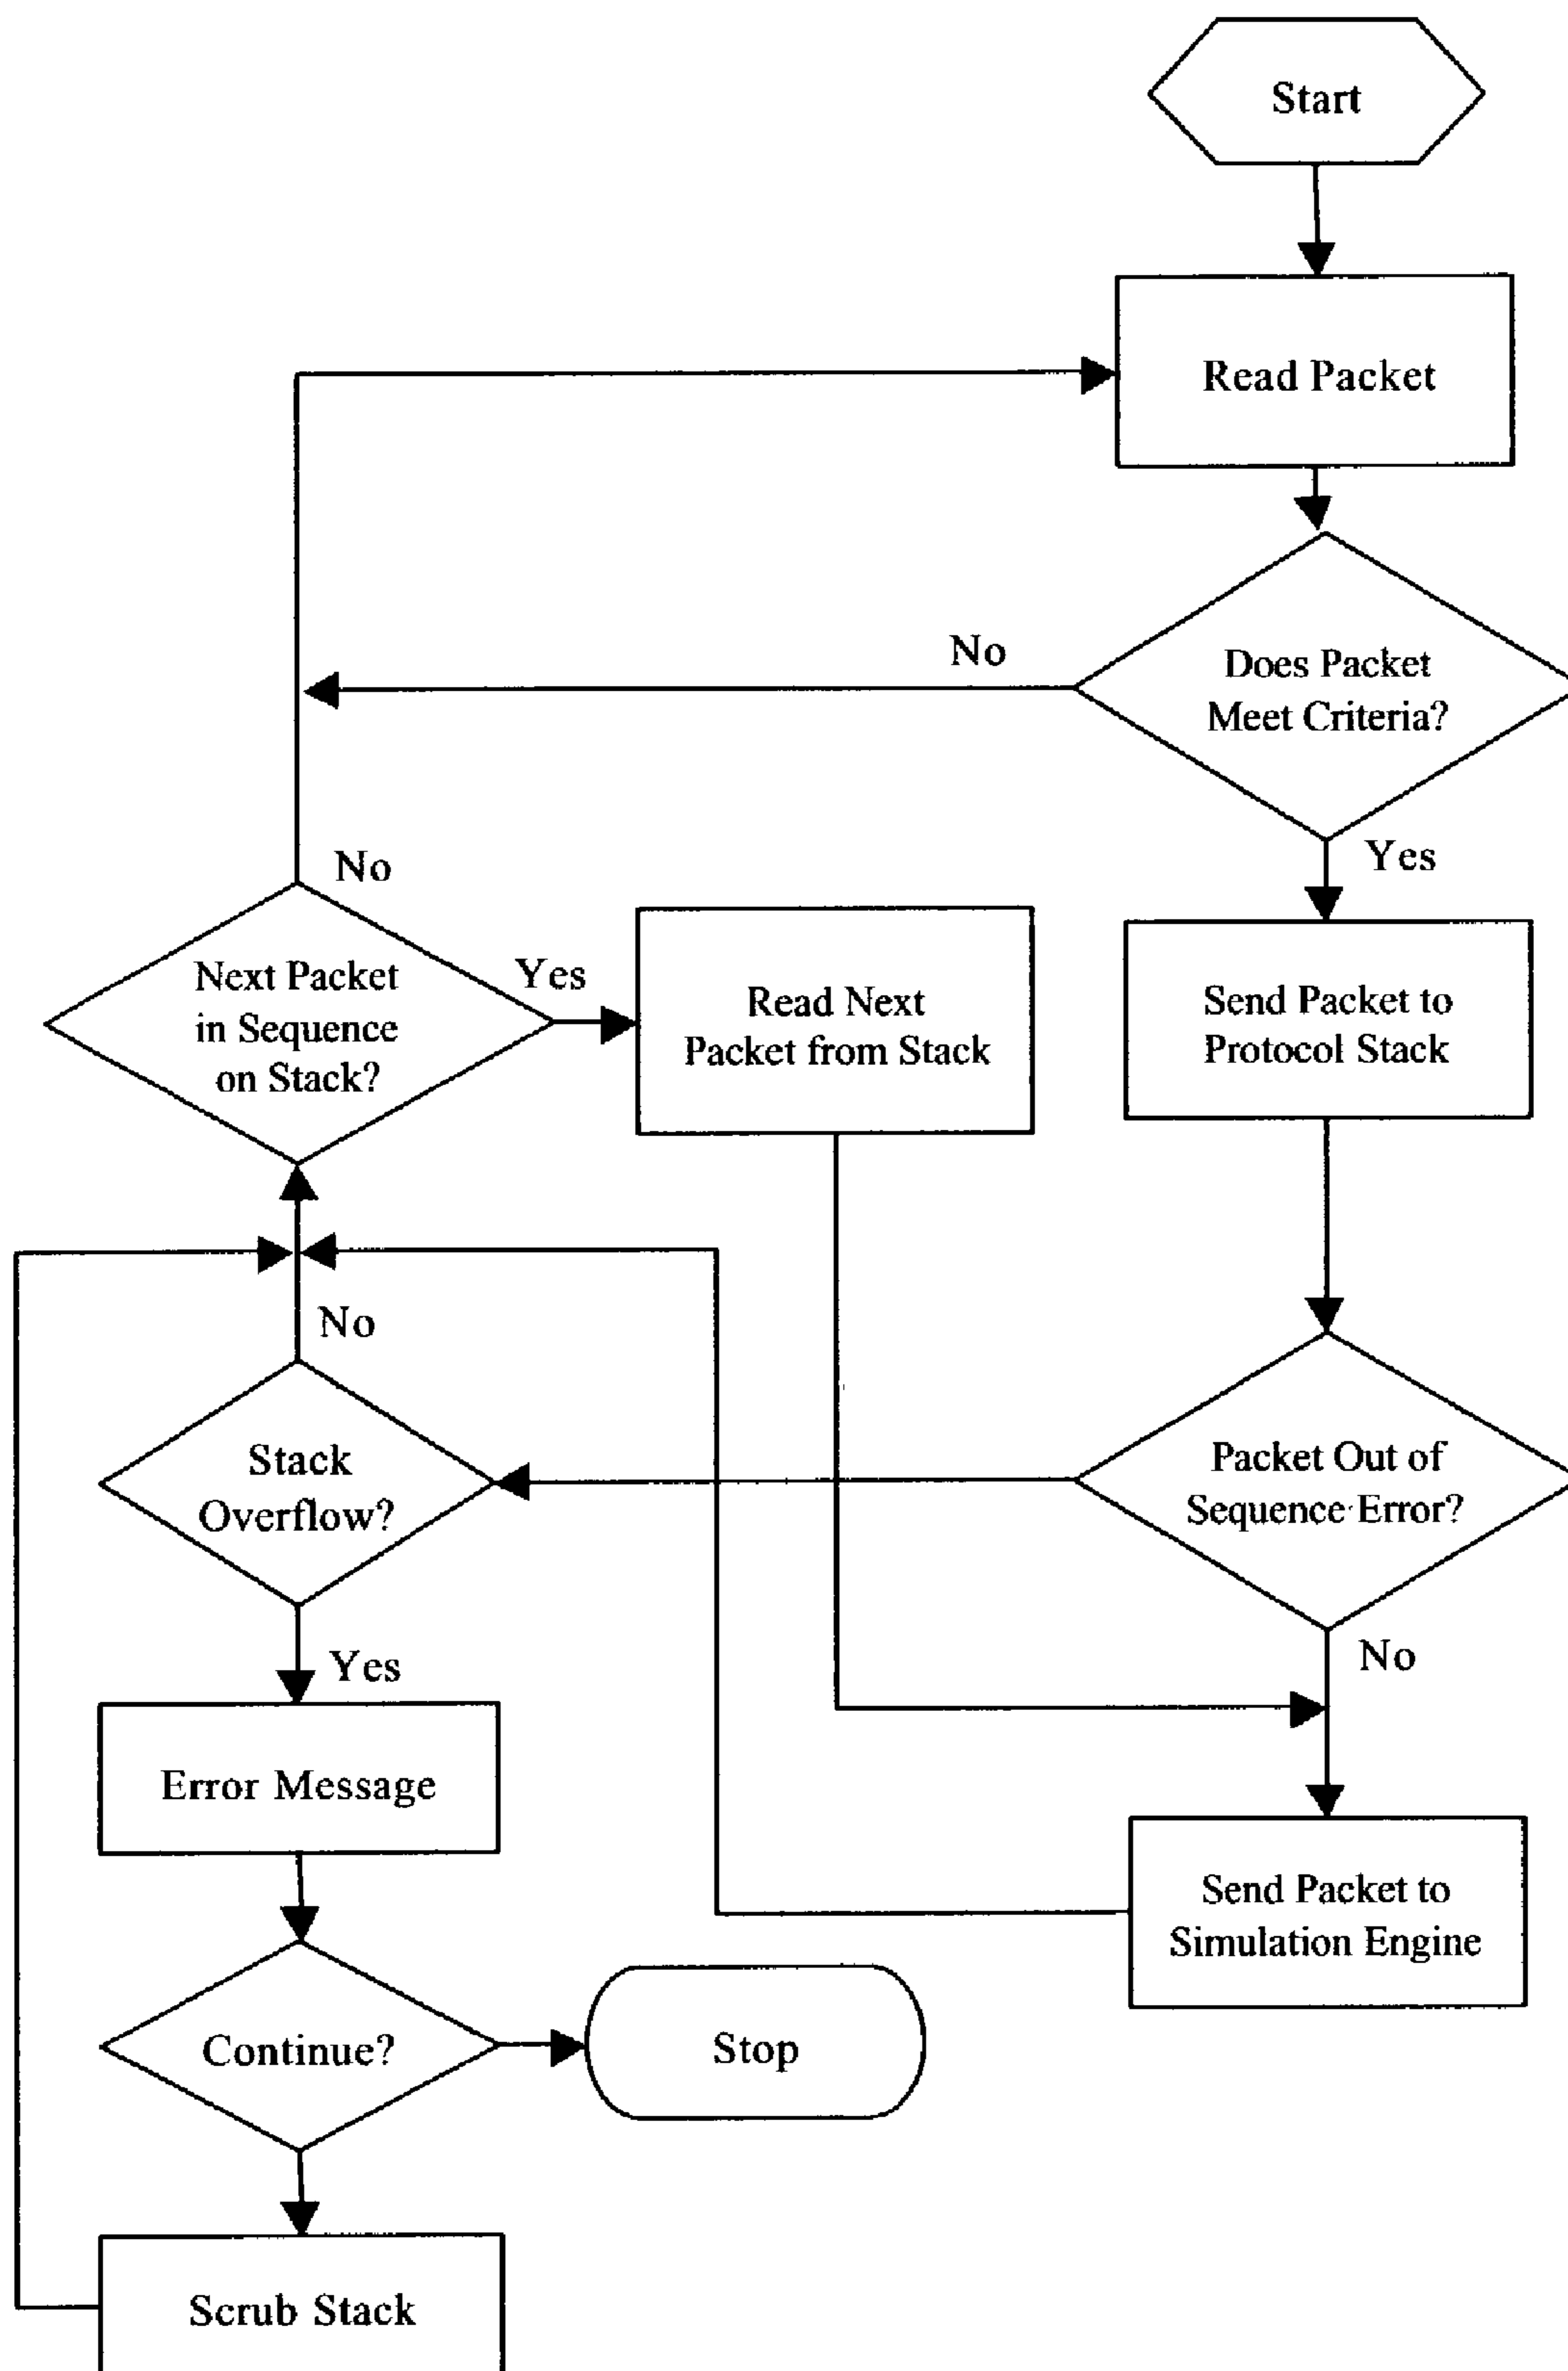 Start
Read Packet
No
Does Packet
Meet Criteria?
Yes
No
Next Packet
in Sequence
on Stack?
Yes
Read Next
Packet from Stack
Send Packet to
Protocol Stack
No
Stack
Overflow?
Packet Out of
Sequence Error?
Yes
No
Error Message
Send Packet to
Simulation Engine
Continue?
Stop
Scrub Stack